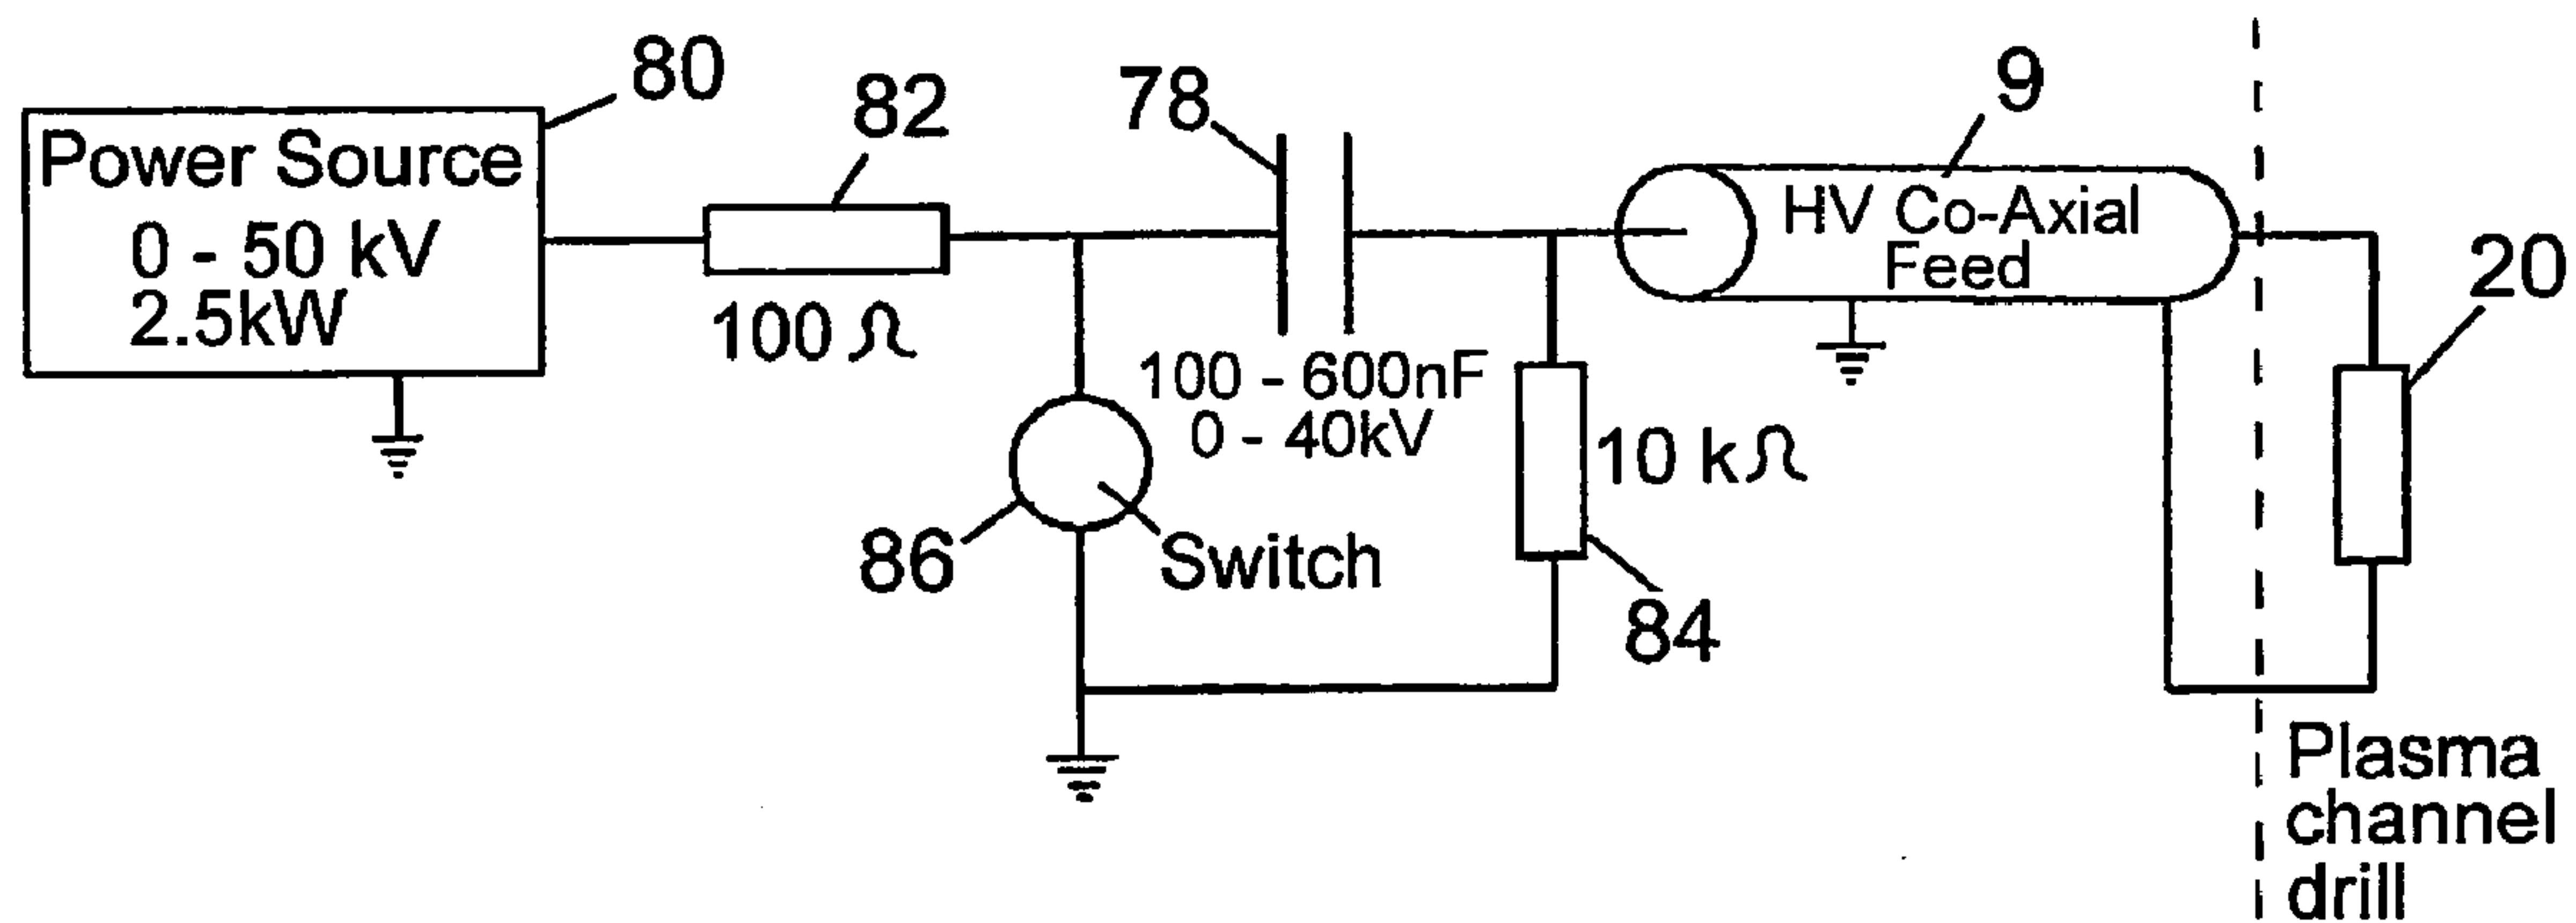 80
Power Source
0 - 50 kV
2.5kW
82
100 Ω
78
100 - 600nF
0 - 40kV
9
HV Co-Axial
Feed
20
86
Switch
10 kΩ
84
Plasma
channel
drill